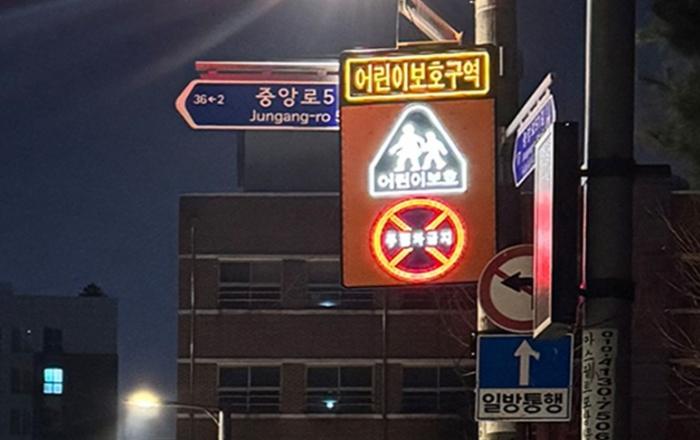 어린이보호구역
36←2 중앙로5
Jungang-ro 5
어린이보호
주정차금지
일방통행